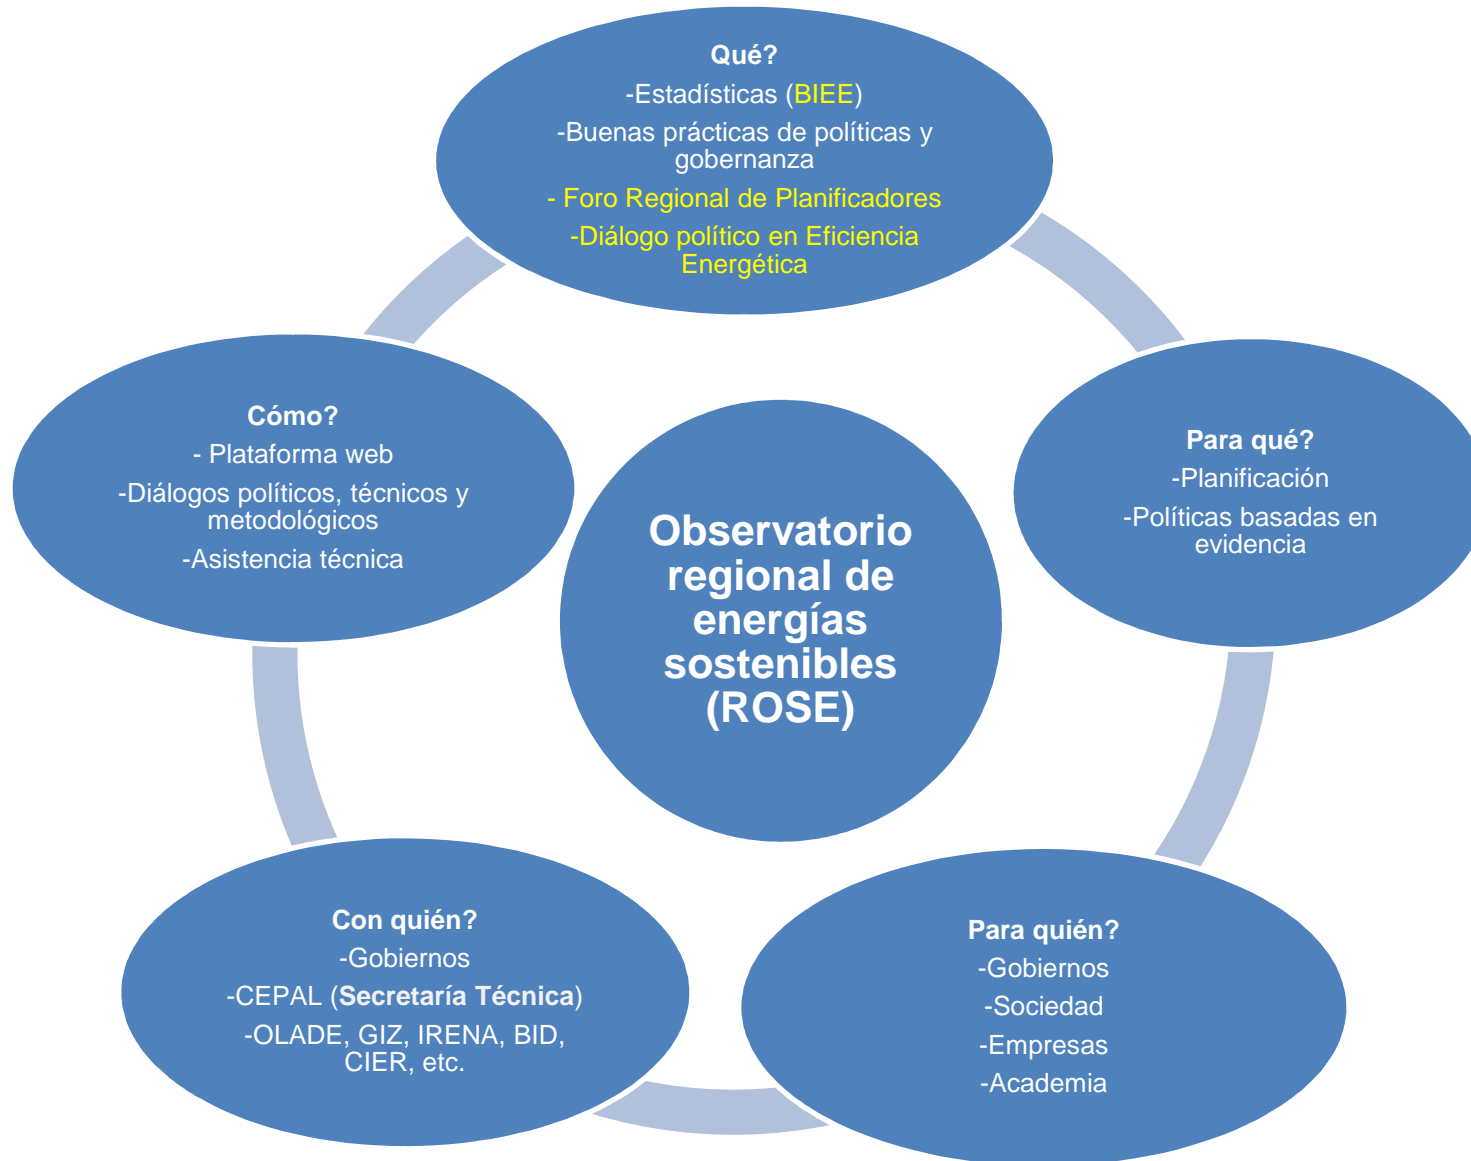 Qué?
-Estadísticas (BIEE)
-Buenas prácticas de políticas y
gobernanza
- Foro Regional de Planificadores
-Diálogo político en Eficiencia
Energética
Para qué?
-Planificación
-Políticas basadas en
evidencia
Para quién?
-Gobiernos
-Sociedad
-Empresas
-Academia
Con quién?
-Gobiernos
-CEPAL (Secretaría Técnica)
-OLADE, GIZ, IRENA, BID,
CIER, etc.
Cómo?
- Plataforma web
-Diálogos políticos, técnicos y
metodológicos
-Asistencia técnica
Observatorio
regional de
energías
sostenibles
(ROSE)